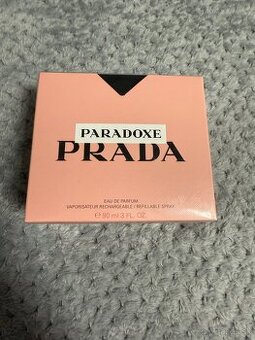 PARADOXE
PRADA
EAU DE PARFUM
VAPORISATEUR RECHARGEABLE / REFILLABLE SPRAY
℮ 90 ml 3 FL. OZ.